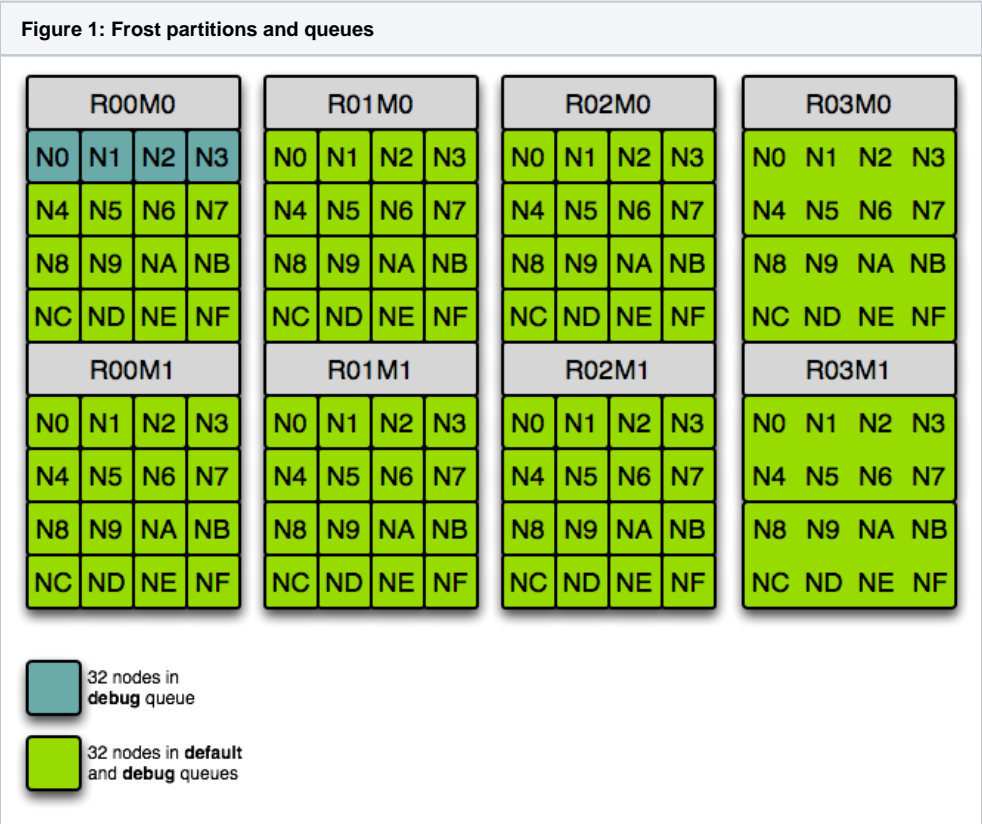 Figure 1: Frost partitions and queues
R00M0 R01M0 R02M0 R03M0
N0 N1 N2 N3 N0 N1 N2 N3 N0 N1 N2 N3 N0 N1 N2 N3
N4 N5 N6 N7 N4 N5 N6 N7 N4 N5 N6 N7 N4 N5 N6 N7
N8 N9 NA NB N8 N9 NA NB N8 N9 NA NB N8 N9 NA NB
NC ND NE NF NC ND NE NF NC ND NE NF NC ND NE NF
R00M1 R01M1 R02M1 R03M1
N0 N1 N2 N3 N0 N1 N2 N3 N0 N1 N2 N3 N0 N1 N2 N3
N4 N5 N6 N7 N4 N5 N6 N7 N4 N5 N6 N7 N4 N5 N6 N7
N8 N9 NA NB N8 N9 NA NB N8 N9 NA NB N8 N9 NA NB
NC ND NE NF NC ND NE NF NC ND NE NF NC ND NE NF
32 nodes in
debug queue
32 nodes in default
and debug queues